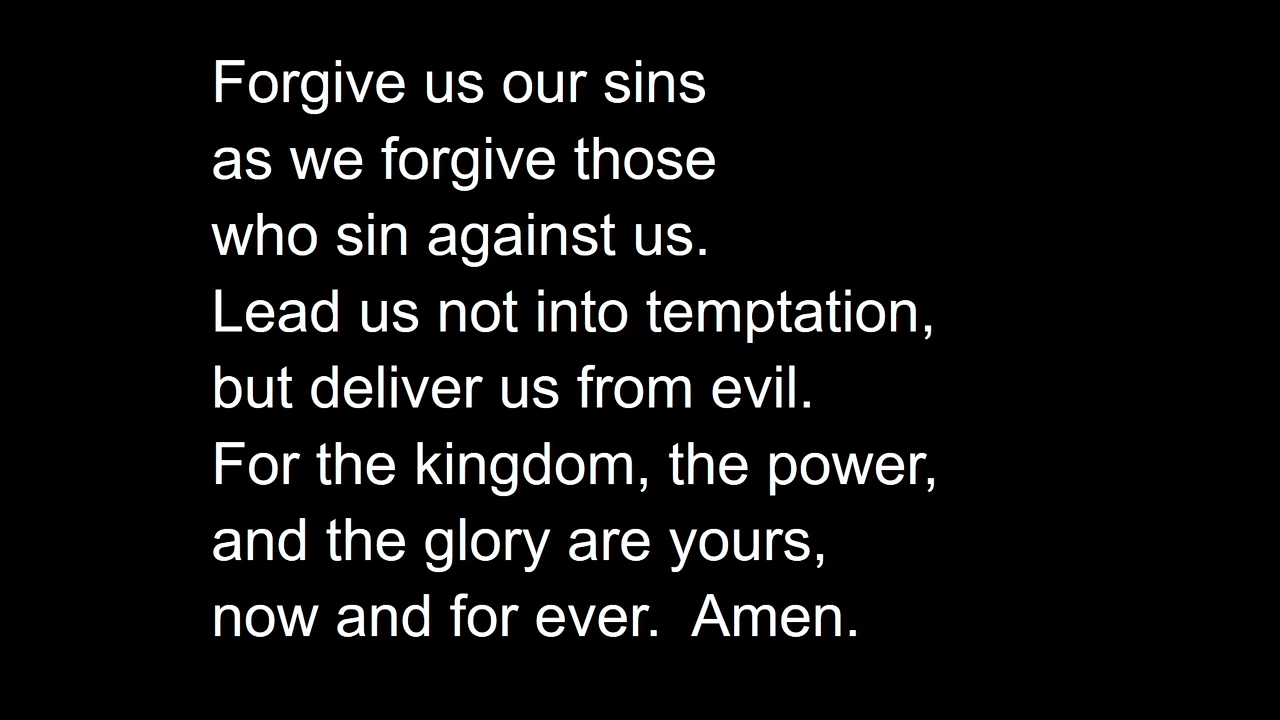 Forgive us our sins
as we forgive those
who sin against us.
Lead us not into temptation,
but deliver us from evil.
For the kingdom, the power,
and the glory are yours,
now and for ever.  Amen.